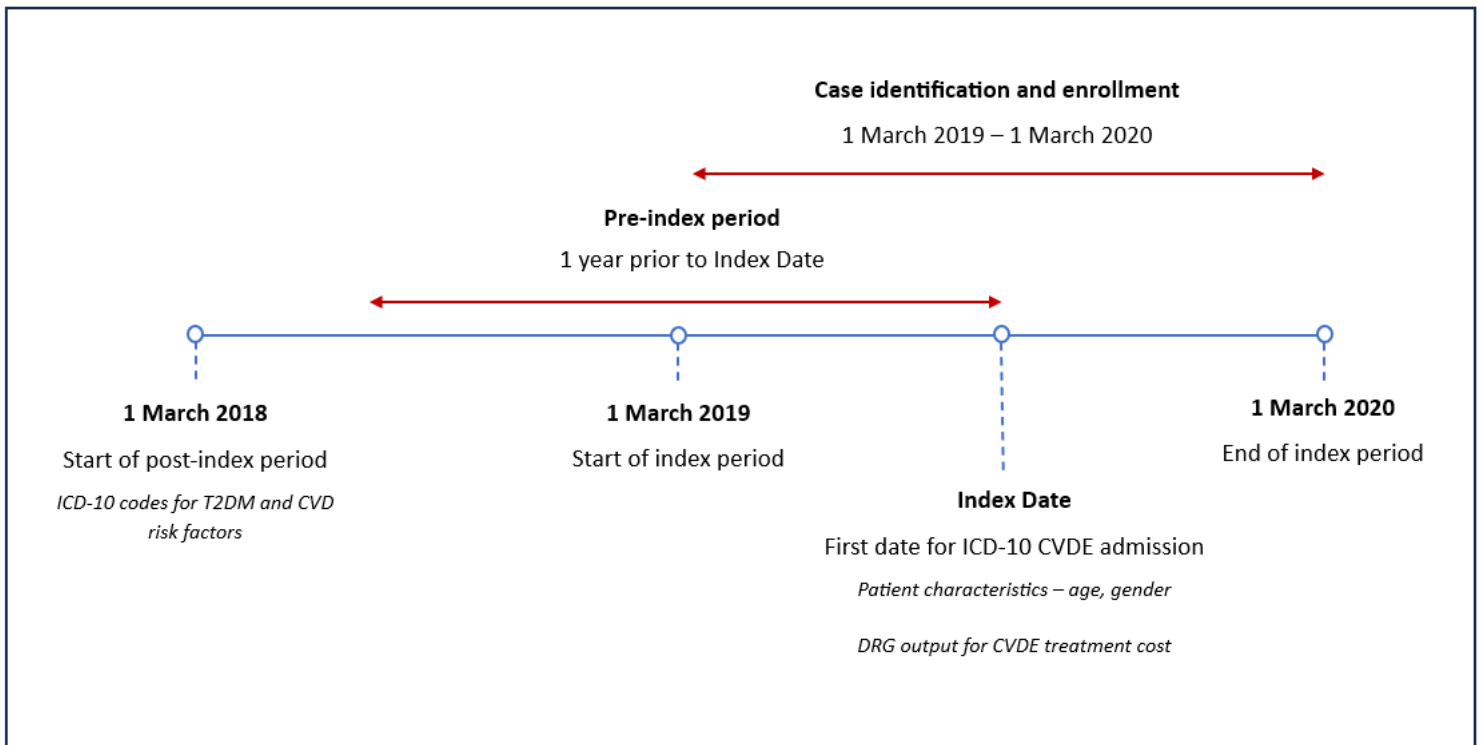 Case identification and enrollment
1 March 2019 – 1 March 2020
Pre-index period
1 year prior to Index Date
1 March 2018
Start of post-index period
ICD-10 codes for T2DM and CVD
risk factors
1 March 2019
Start of index period
Index Date
First date for ICD-10 CVDE admission
Patient characteristics – age, gender
DRG output for CVDE treatment cost
1 March 2020
End of index period